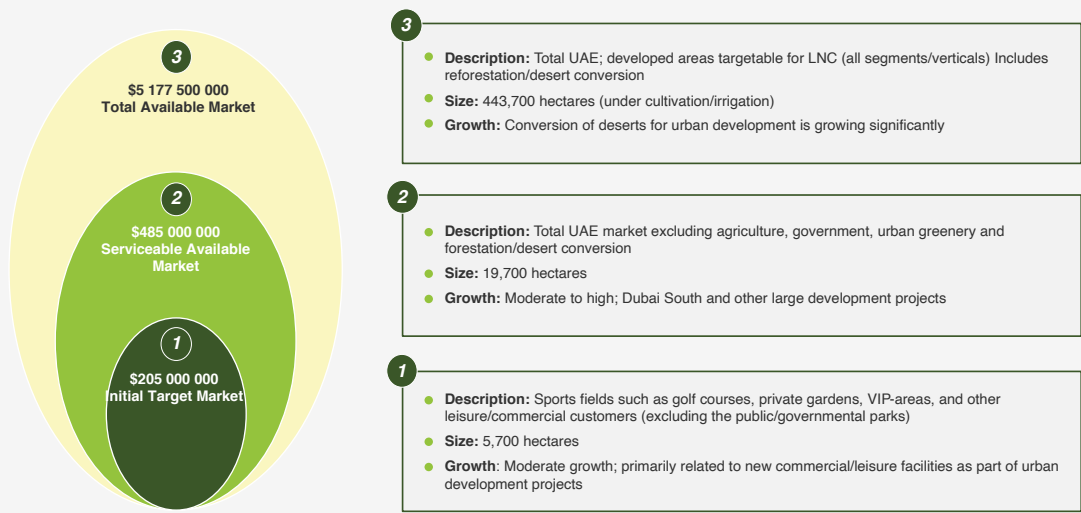 3
$5 177 500 000
Total Available Market
2
$485 000 000
Serviceable Available
Market
1
$205 000 000
Initial Target Market
3
Description: Total UAE; developed areas targetable for LNC (all segments/verticals) Includes
reforestation/desert conversion
Size: 443,700 hectares (under cultivation/irrigation)
Growth: Conversion of deserts for urban development is growing significantly
2
Description: Total UAE market excluding agriculture, government, urban greenery and
forestation/desert conversion
Size: 19,700 hectares
Growth: Moderate to high; Dubai South and other large development projects
1
Description: Sports fields such as golf courses, private gardens, VIP-areas, and other
leisure/commercial customers (excluding the public/governmental parks)
Size: 5,700 hectares
Growth: Moderate growth; primarily related to new commercial/leisure facilities as part of urban
development projects